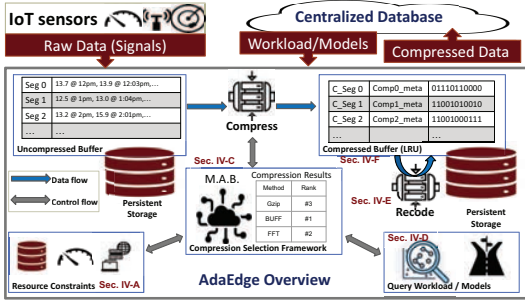 IoT sensors
Centralized Database
Raw Data (Signals)
Workload/Models
Compressed Data
Seg 0 13.7 @ 12pm, 13.9 @ 12:03pm,...
Seg 1 12.5 @ 1pm, 13.0 @ 1:04pm,...
Seg 2 13.2 @ 2pm, 15.9 @ 2:01pm,...
... ...
Uncompressed Buffer
Compress
C_Seg 0 Comp0_meta 01110110000
C_Seg 1 Comp1_meta 11001010010
C_Seg 2 Comp2_meta 11001000111
... ...
Compressed Buffer (LRU)
Sec. IV-C
Sec. IV-F
Data flow
Control flow
Persistent
Storage
M.A.B.
Compression Results
Method Rank
Gzip #3
BUFF #1
FFT #2
Compression Selection Framework
Sec. IV-E
Recode
Persistent
Storage
Resource Constraints
Sec. IV-A
AdaEdge Overview
Sec. IV-D
Query Workload / Models